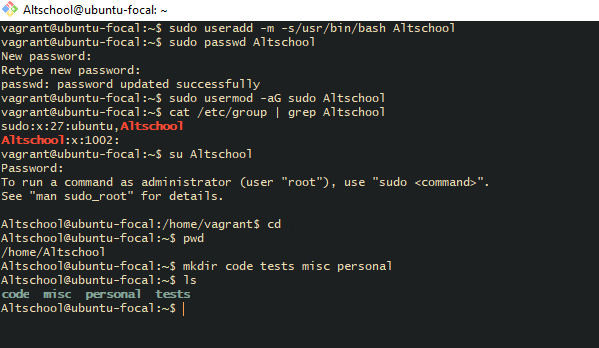 Altschool@ubuntu-focal: ~
vagrant@ubuntu-focal:~$ sudo useradd -m -s/usr/bin/bash Altschool
vagrant@ubuntu-focal:~$ sudo passwd Altschool
New password:
Retype new password:
passwd: password updated successfully
vagrant@ubuntu-focal:~$ sudo usermod -aG sudo Altschool
vagrant@ubuntu-focal:~$ cat /etc/group | grep Altschool
sudo:x:27:ubuntu,Altschool
Altschool:x:1002:
vagrant@ubuntu-focal:~$ su Altschool
Password:
To run a command as administrator (user "root"), use "sudo <command>".
See "man sudo_root" for details.
Altschool@ubuntu-focal:/home/vagrant$ cd
Altschool@ubuntu-focal:~$ pwd
/home/Altschool
Altschool@ubuntu-focal:~$ mkdir code tests misc personal
Altschool@ubuntu-focal:~$ ls
code  misc  personal  tests
Altschool@ubuntu-focal:~$